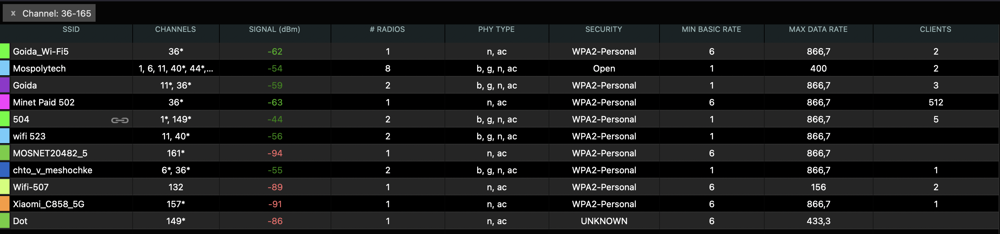 x Channel: 36-165
SSID CHANNELS SIGNAL (dBm) # RADIOS PHY TYPE SECURITY MIN BASIC RATE MAX DATA RATE CLIENTS
Goida_Wi-Fi5 36* -62 1 n, ac WPA2-Personal 6 866,7 2
Mospolytech 1, 6, 11, 40*, 44*,... -54 8 b, g, n, ac Open 1 400 2
Goida 11*, 36* -59 2 b, g, n, ac WPA2-Personal 1 866,7 3
Minet Paid 502 36* -63 1 n, ac WPA2-Personal 6 866,7 512
504 1*, 149* -44 2 b, g, n, ac WPA2-Personal 1 866,7 5
wifi 523 11, 40* -56 2 b, g, n, ac WPA2-Personal 1 866,7
MOSNET20482_5 161* -94 1 n, ac WPA2-Personal 6 866,7
chto_v_meshochke 6*, 36* -55 2 b, g, n, ac WPA2-Personal 1 866,7 1
Wifi-507 132 -89 1 n, ac WPA2-Personal 6 156 2
Xiaomi_C858_5G 157* -91 1 n, ac WPA2-Personal 6 866,7 1
Dot 149* -86 1 n, ac UNKNOWN 6 433,3